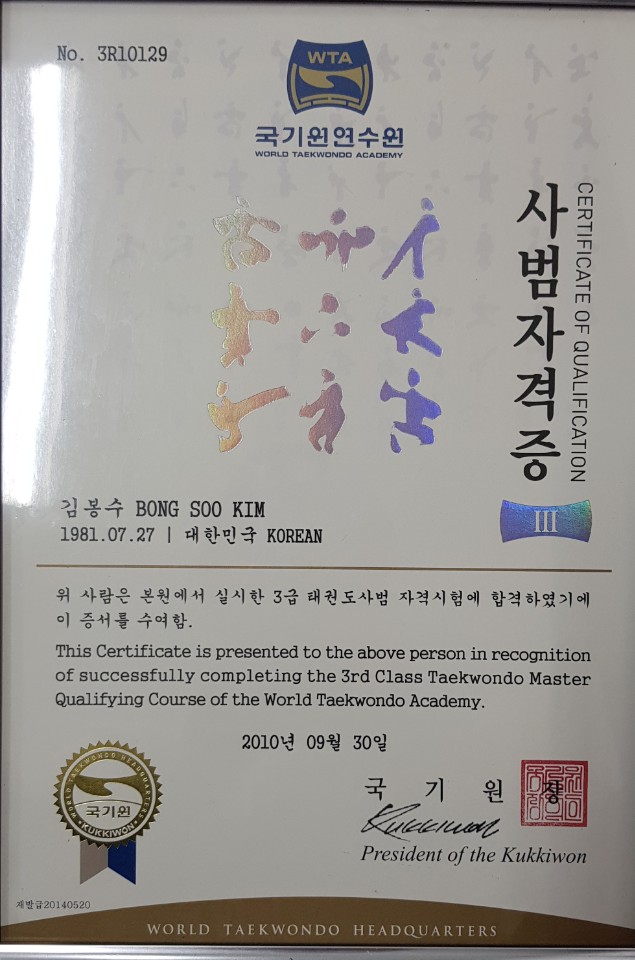 No. 3R10129
WTA
국기원연수원
WORLD TAEKWONDO ACADEMY
사범자격증
CERTIFICATE OF QUALIFICATION
III
김봉수 BONG SOO KIM
1981.07.27 | 대한민국 KOREAN
위 사람은 본원에서 실시한 3급 태권도사범 자격시험에 합격하였기에
이 증서를 수여함.
This Certificate is presented to the above person in recognition
of successfully completing the 3rd Class Taekwondo Master
Qualifying Course of the World Taekwondo Academy.
2010년 09월 30일
국 기 원 장
Kukkiwon
President of the Kukkiwon
WORLD TAEKWONDO HEADQUARTERS
국기원
KUKKIWON
재발급20140520
WORLD TAEKWONDO HEADQUARTERS